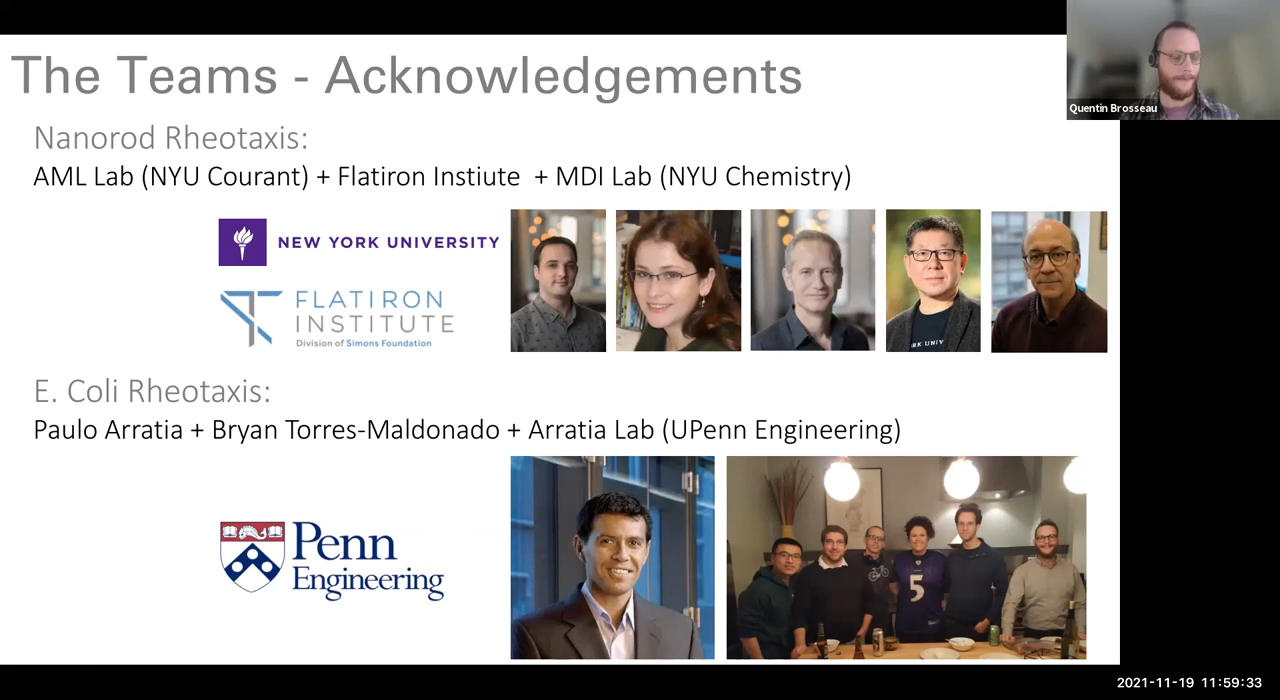 The Teams - Acknowledgements
Quentin Brosseau
Nanorod Rheotaxis:
AML Lab (NYU Courant) + Flatiron Instiute + MDI Lab (NYU Chemistry)
NEW YORK UNIVERSITY
FLATIRON
INSTITUTE
Division of Simons Foundation
RK UNIV
E. Coli Rheotaxis:
Paulo Arratia + Bryan Torres-Maldonado + Arratia Lab (UPenn Engineering)
Penn
Engineering
5
2021-11-19 11:59:33